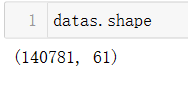 1 datas.shape
(140781, 61)